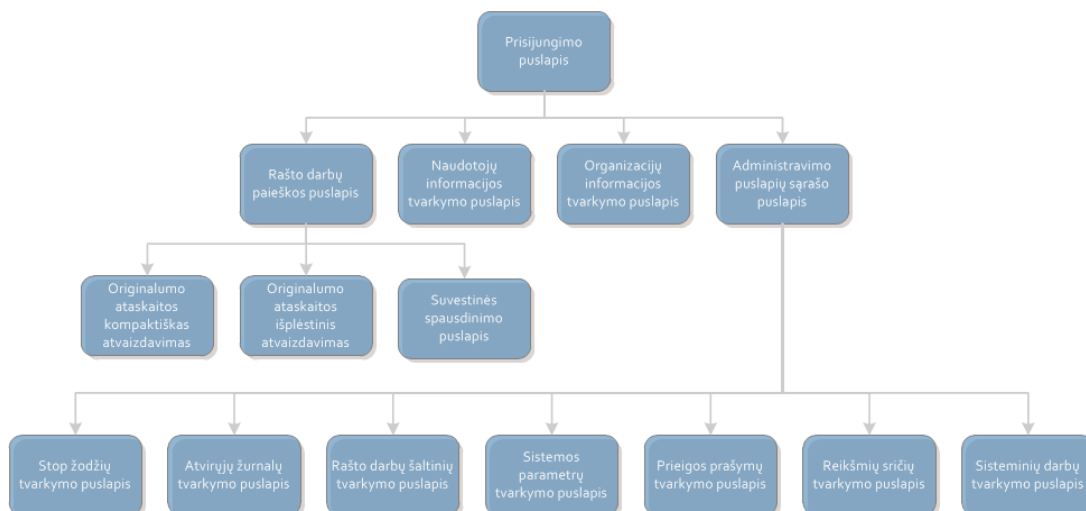 Prisijungimo
puslapis
Rašto darbų
paieškos puslapis
Naudotojų
informacijos
tvarkymo puslapis
Organizacijų
informacijos
tvarkymo puslapis
Administravimo
puslapių sąrašo
puslapis
Originalumo
ataskaitos
kompaktiškas
atvaizdavimas
Originalumo
ataskaitos
išplėstinis
atvaizdavimas
Suvestinės
spausdinimo
puslapis
Stop žodžių
tvarkymo puslapis
Atvirųjų žurnalų
tvarkymo puslapis
Rašto darbų šaltinių
tvarkymo puslapis
Sistemos
parametrų
tvarkymo puslapis
Prieigos prašymų
tvarkymo puslapis
Reikšmių sričių
tvarkymo puslapis
Sisteminių darbų
tvarkymo puslapis